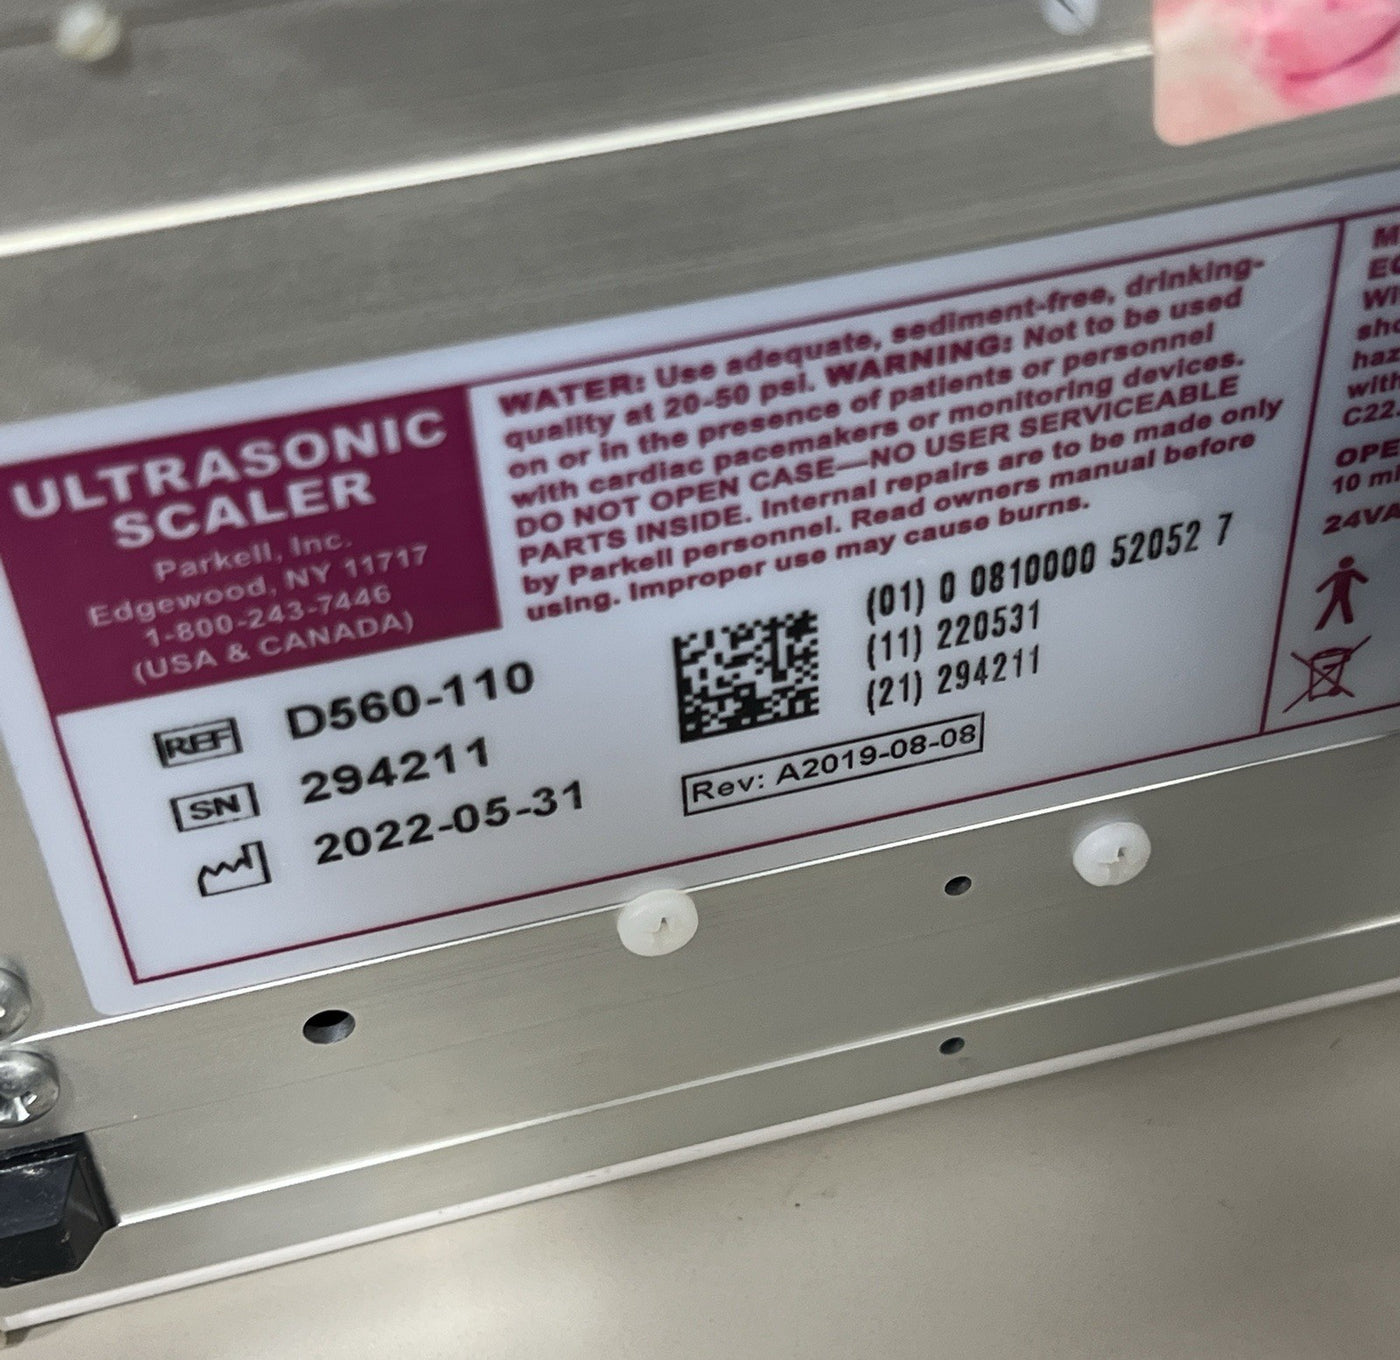 ULTRASONIC
SCALER
Parkell, Inc.
Edgewood, NY 11717
1-800-243-7446
(USA & CANADA)
WATER: Use adequate, sediment-free, drinking-
quality at 20-50 psi. WARNING: Not to be used
on or in the presence of patients or personnel
with cardiac pacemakers or monitoring devices.
DO NOT OPEN CASE—NO USER SERVICEABLE
PARTS INSIDE. Internal repairs are to be made only
by Parkell personnel. Read owners manual before
using. Improper use may cause burns.
REF D560-110
SN 294211
2022-05-31
(01) 0 0810000 52052 7
(11) 220531
(21) 294211
Rev: A2019-08-08
with
C22
10
24VA